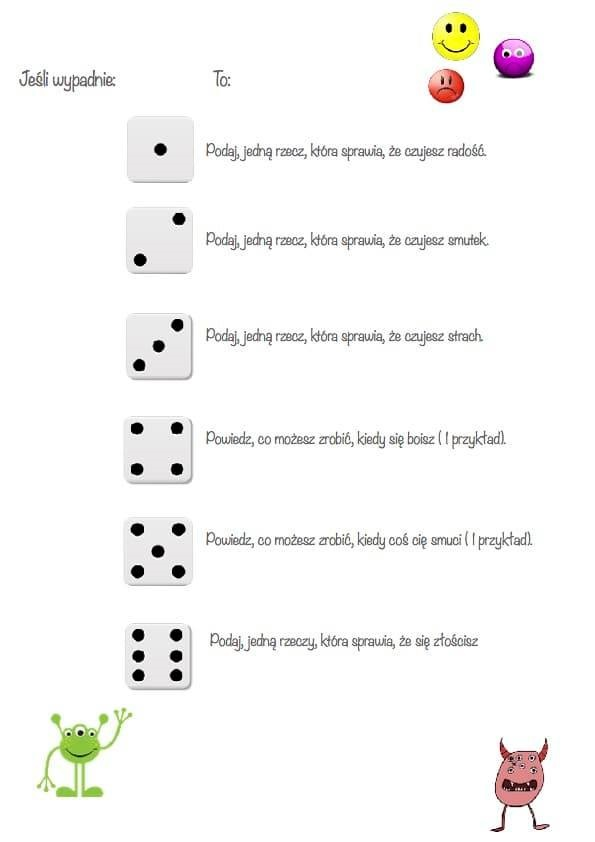 Jeśli wypadnie: To:
Podaj, jedną rzecz, która sprawia, że czujesz radość.
Podaj, jedną rzecz, która sprawia, że czujesz smutek.
Podaj, jedną rzecz, która sprawia, że czujesz strach.
Powiedz, co możesz zrobić, kiedy się boisz ( 1 przykład).
Powiedz, co możesz zrobić, kiedy coś cię smuci ( 1 przykład).
Podaj, jedną rzeczy, która sprawia, że się złościsz